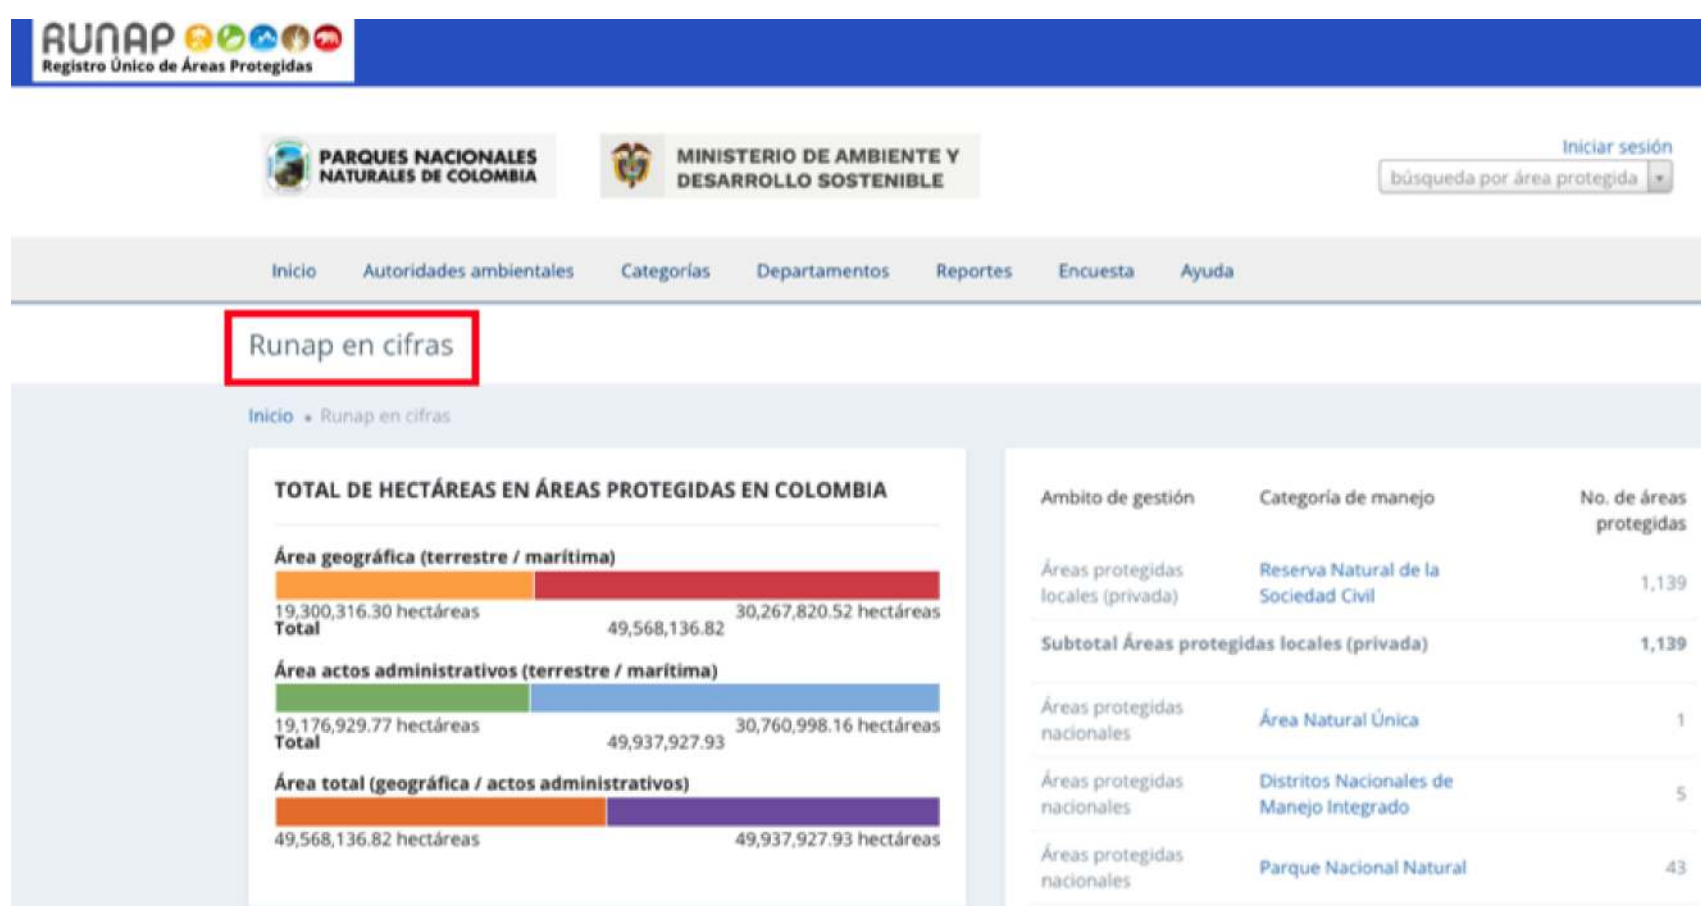 RUNAP
Registro Único de Áreas Protegidas
PARQUES NACIONALES
NATURALES DE COLOMBIA
MINISTERIO DE AMBIENTE Y
DESARROLLO SOSTENIBLE
Iniciar sesión
búsqueda por área protegida
Inicio Autoridades ambientales Categorías Departamentos Reportes Encuesta Ayuda
Runap en cifras
Inicio • Runap en cifras
TOTAL DE HECTÁREAS EN ÁREAS PROTEGIDAS EN COLOMBIA
Área geográfica (terrestre / marítima)
19,300,316.30 hectáreas 30,267,820.52 hectáreas
Total 49,568,136.82
Área actos administrativos (terrestre / marítima)
19,176,929.77 hectáreas 30,760,998.16 hectáreas
Total 49,937,927.93
Área total (geográfica / actos administrativos)
49,568,136.82 hectáreas 49,937,927.93 hectáreas
Ambito de gestión Categoría de manejo No. de áreas
protegidas
Áreas protegidas Reserva Natural de la
locales (privada) Sociedad Civil 1,139
Subtotal Áreas protegidas locales (privada) 1,139
Áreas protegidas
nacionales Área Natural Única 1
Áreas protegidas Distritos Nacionales de
nacionales Manejo Integrado 5
Áreas protegidas
nacionales Parque Nacional Natural 43